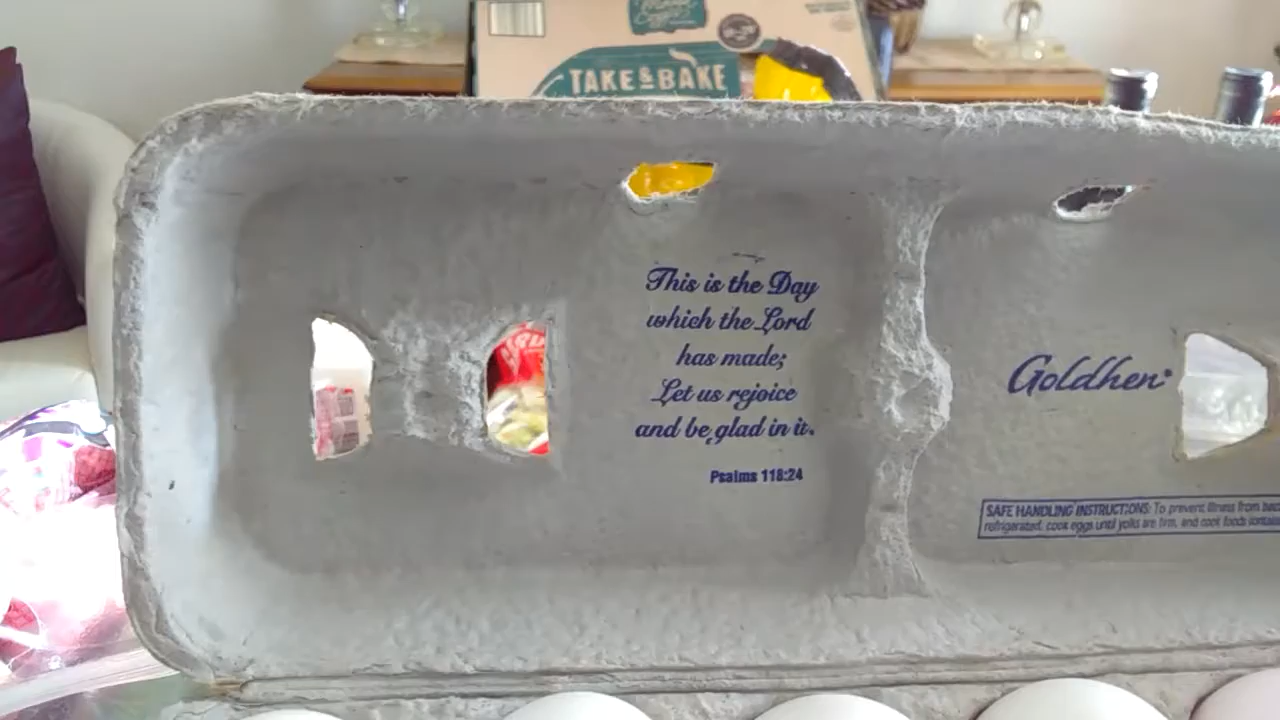 TAKE & BAKE
This is the Day
which the Lord
has made;
Let us rejoice
and be glad in it.
Psalms 118:24
Goldhen
SAFE HANDLING INSTRUCTIONS: To prevent illness from
refrigerated, cook eggs until yolks are firm, and cook foods